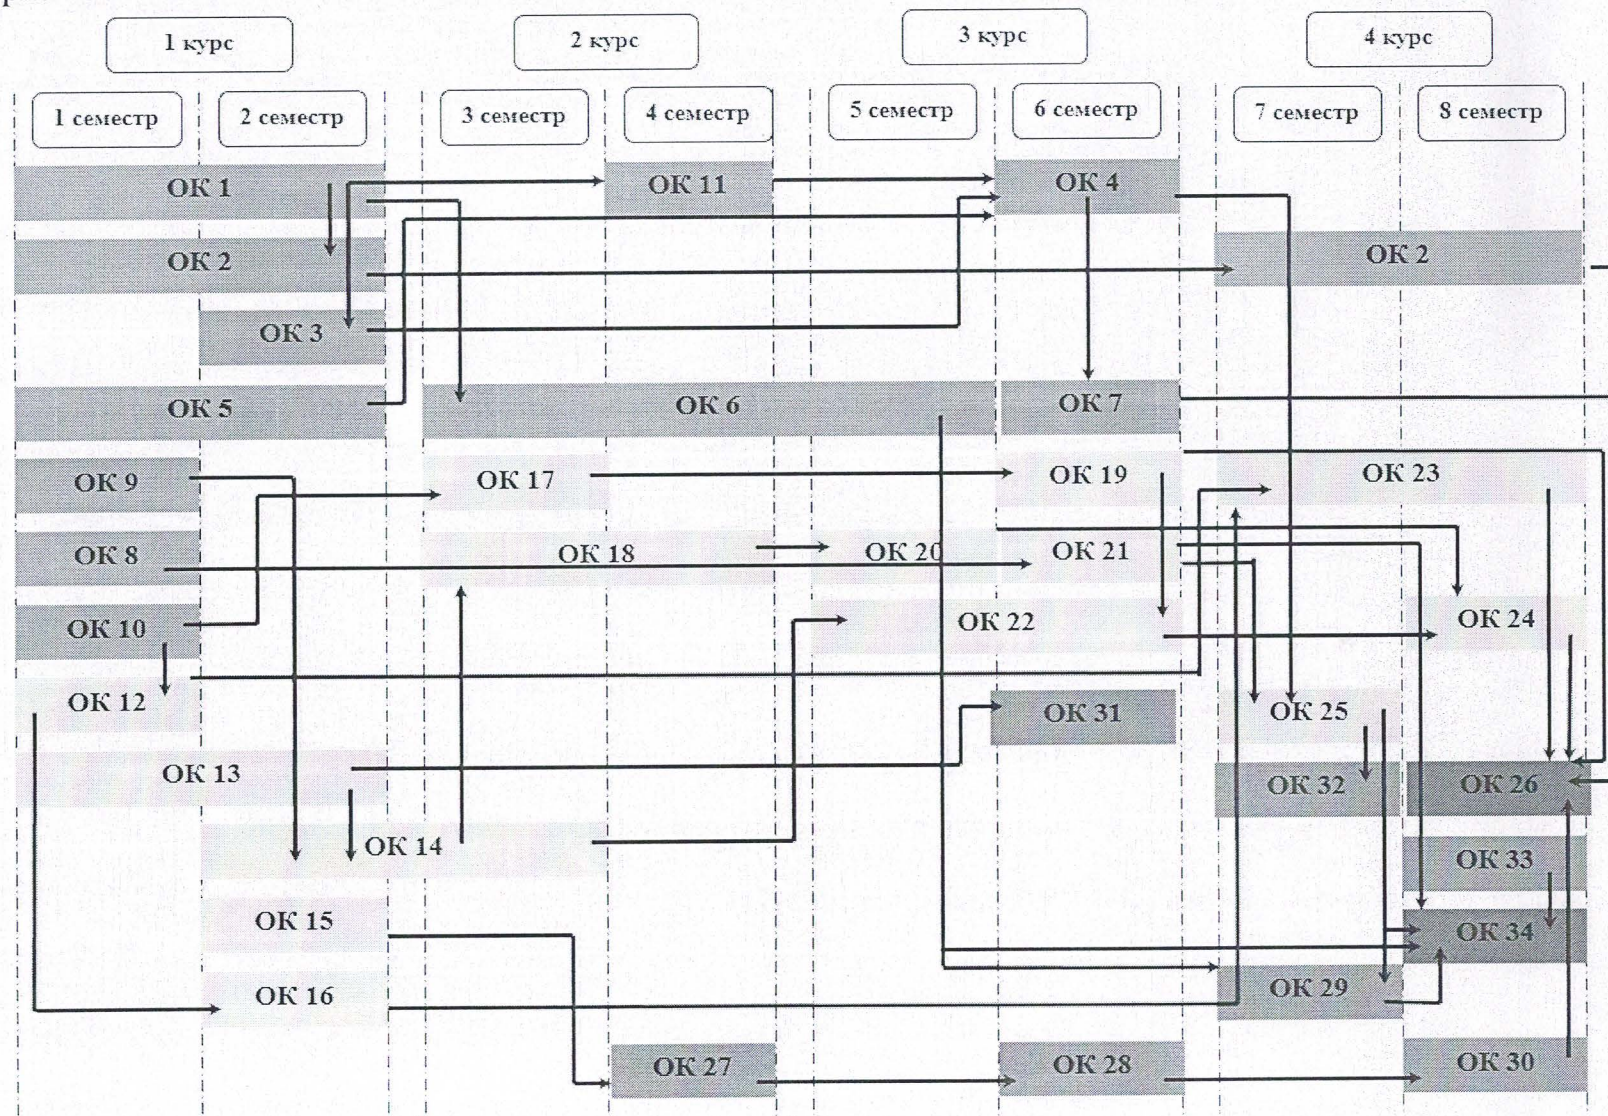 1 курс 2 курс 3 курс 4 курс
1 семестр 2 семестр 3 семестр 4 семестр 5 семестр 6 семестр 7 семестр 8 семестр
ОК 1 ОК 11 ОК 4
ОК 2 ОК 2
ОК 3
ОК 5 ОК 6 ОК 7
ОК 9 ОК 17 ОК 19 ОК 23
ОК 8 ОК 18 ОК 20 ОК 21
ОК 10 ОК 22 ОК 24
ОК 12 ОК 31 ОК 25
ОК 13 ОК 32 ОК 26
ОК 14 ОК 33
ОК 15 ОК 34
ОК 16 ОК 29
ОК 27 ОК 28 ОК 30